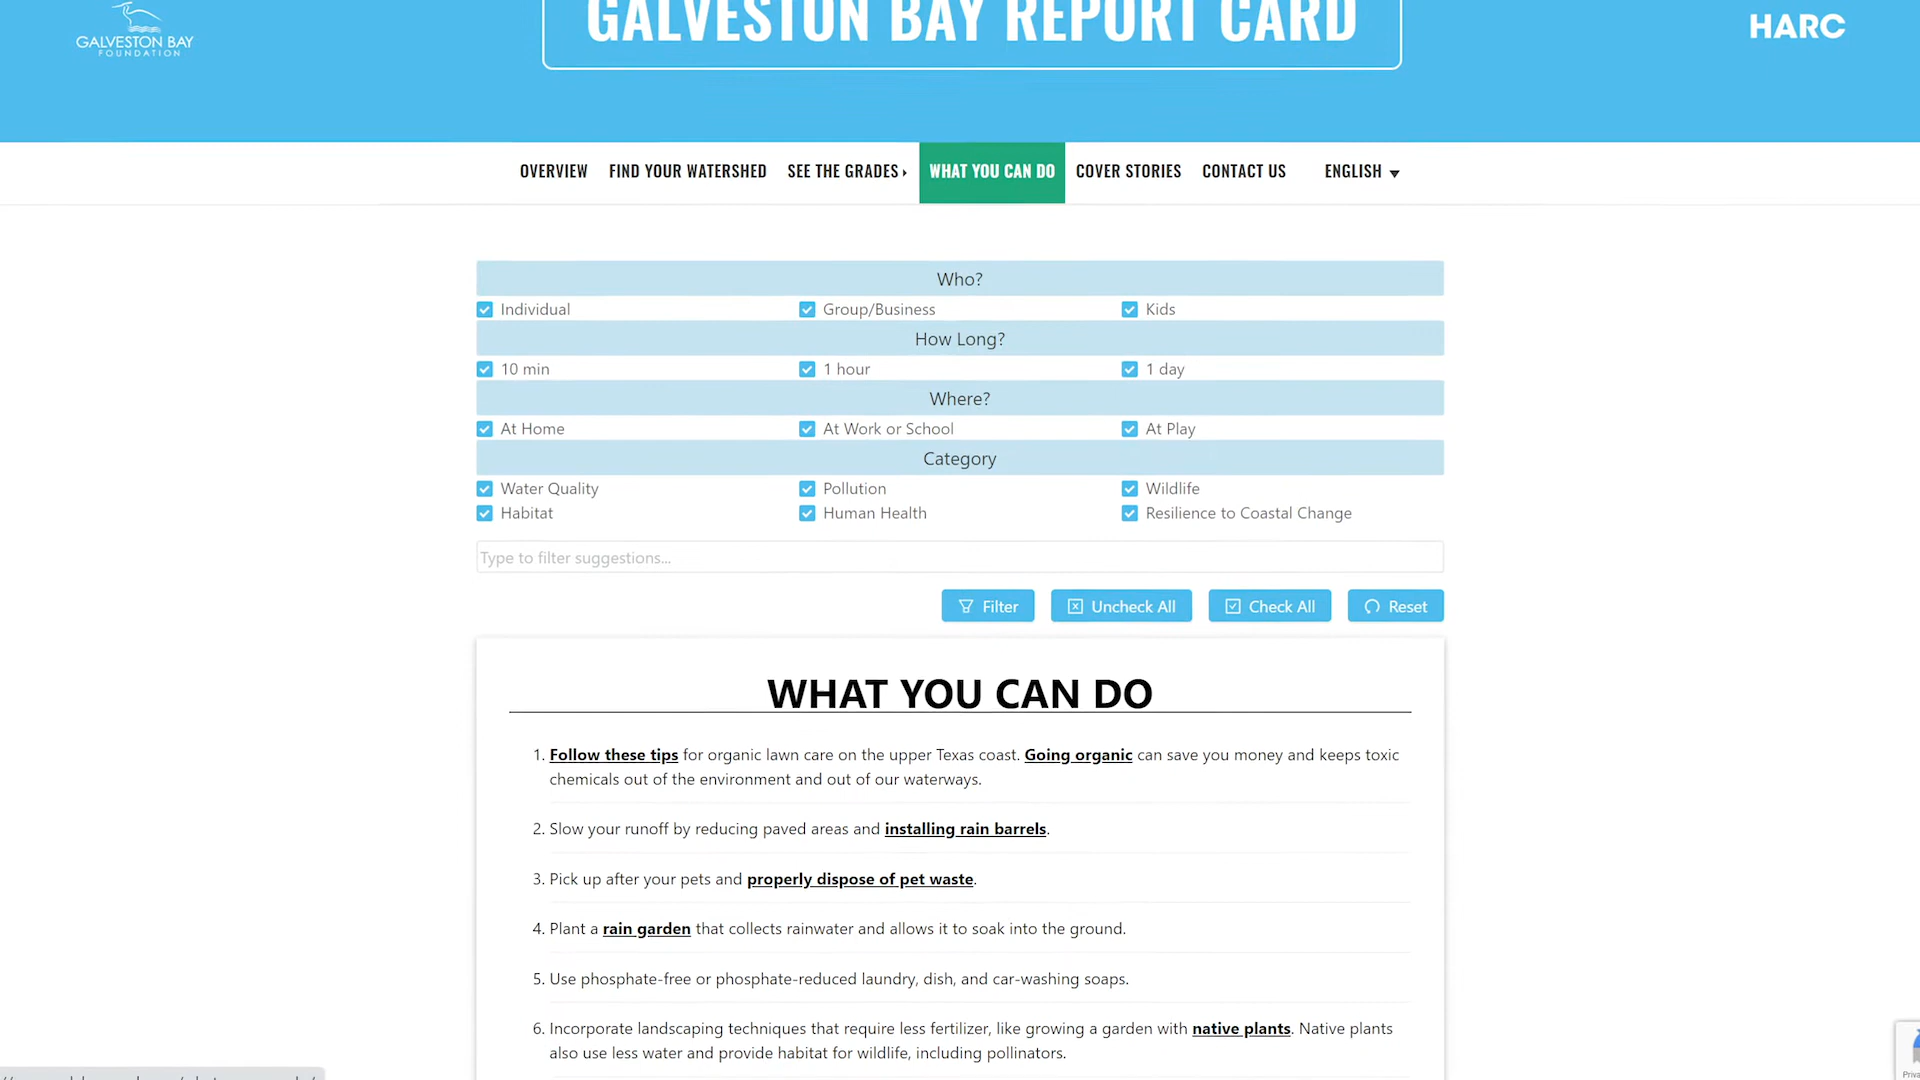 GALVESTON BAY REPORT CARD
GALVESTON BAY
FOUNDATION
HARC
OVERVIEW FIND YOUR WATERSHED SEE THE GRADES WHAT YOU CAN DO COVER STORIES CONTACT US ENGLISH
Who?
Individual Group/Business Kids
How Long?
10 min 1 hour 1 day
Where?
At Home At Work or School At Play
Category
Water Quality Pollution Wildlife
Habitat Human Health Resilience to Coastal Change
Type to filter suggestions...
Filter Uncheck All Check All Reset
WHAT YOU CAN DO
1. Follow these tips for organic lawn care on the upper Texas coast. Going organic can save you money and keeps toxic
chemicals out of the environment and out of our waterways.
2. Slow your runoff by reducing paved areas and installing rain barrels.
3. Pick up after your pets and properly dispose of pet waste.
4. Plant a rain garden that collects rainwater and allows it to soak into the ground.
5. Use phosphate-free or phosphate-reduced laundry, dish, and car-washing soaps.
6. Incorporate landscaping techniques that require less fertilizer, like growing a garden with native plants. Native plants
also use less water and provide habitat for wildlife, including pollinators.